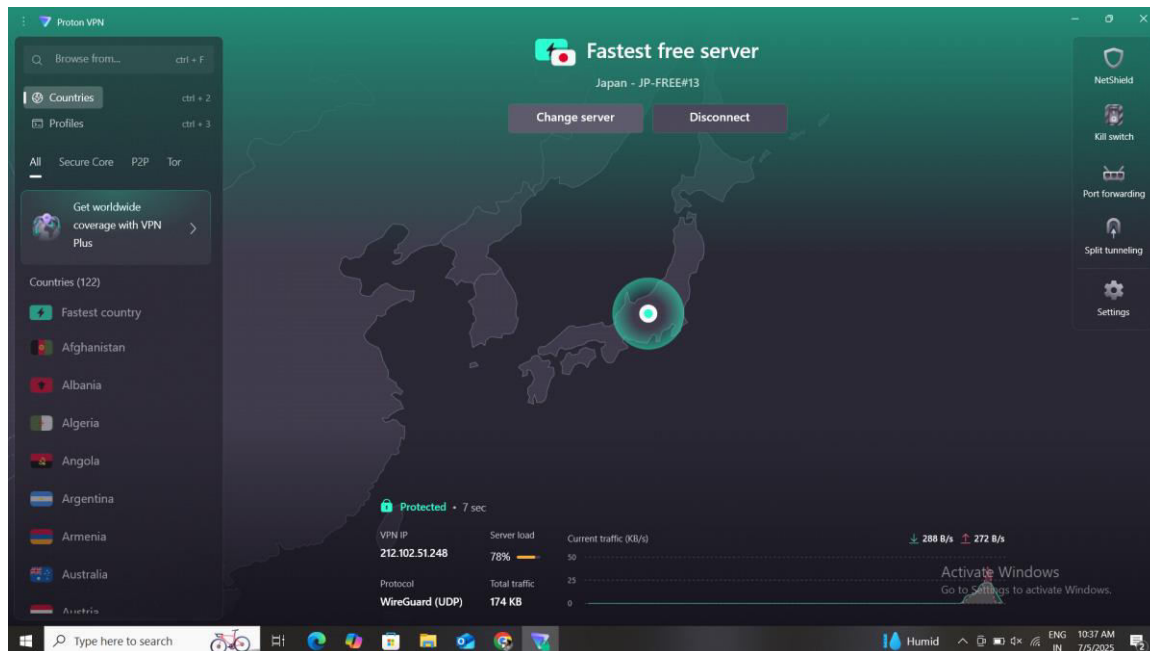 Proton VPN
Browse from... ctrl + F
Countries ctrl + 2
Profiles ctrl + 3
All Secure Core P2P Tor
Get worldwide
coverage with VPN
Plus
Countries (122)
Fastest country
Afghanistan
Albania
Algeria
Angola
Argentina
Armenia
Australia
Austria
Fastest free server
Japan - JP-FREE#13
Change server Disconnect
NetShield
Kill switch
Port forwarding
Split tunneling
Settings
Protected • 7 sec
VPN IP
212.102.51.248
Server load
78%
Protocol
WireGuard (UDP)
Total traffic
174 KB
Current traffic (KB/s)
288 B/s 272 B/s
50
25
0
Activate Windows
Go to Settings to activate Windows.
Type here to search
Humid
ENG
IN
10:37 AM
7/5/2025
2